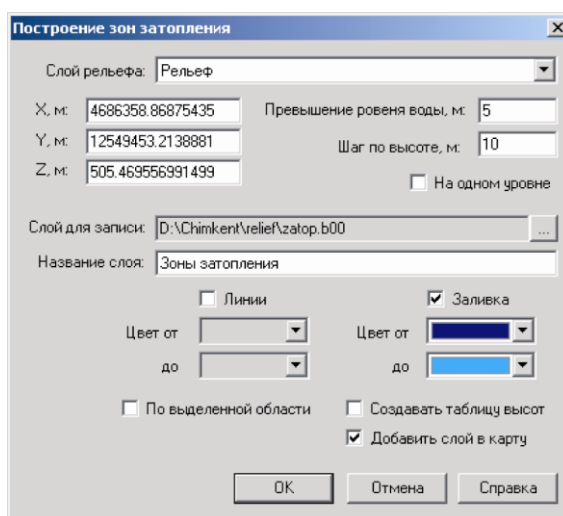 Построение зон затопления
Слой рельефа: Рельеф
X, м: 4686358.86875435 Превышение ровеня воды, м: 5
Y, м: 12549453.2138881 Шаг по высоте, м: 10
Z, м: 505.469556991499
На одном уровне
Слой для записи: D:\Chimkent\relief\zatop.b00 ...
Название слоя: Зоны затопления
Линии Заливка
Цвет от Цвет от
до до
По выделенной области Создавать таблицу высот
Добавить слой в карту
OK Отмена Справка